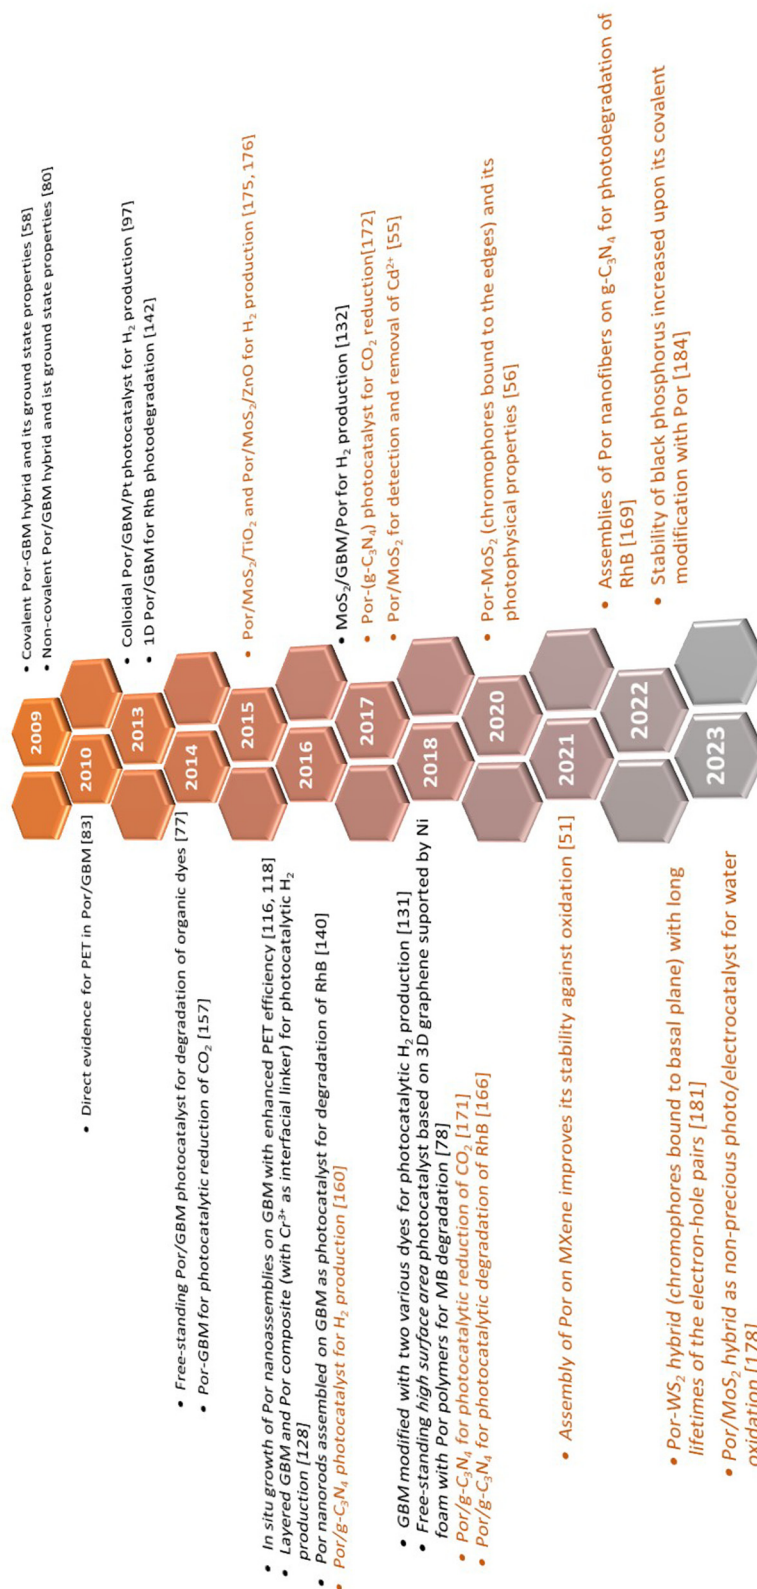 • Covalent Por-GBM hybrid and its ground state properties [58]
• Non-covalent Por/GBM hybrid and ist ground state properties [80]
• Colloidal Por/GBM/Pt photocatalyst for H₂ production [97]
• 1D Por/GBM for RhB photodegradation [142]
• Por/MoS₂/TiO₂ and Por/MoS₂/ZnO for H₂ production [175, 176]
• MoS₂/GBM/Porfor H₂ production [132]
• Por-(g-C₃N₄) photocatalyst for CO₂ reduction[172]
• Por/MoS₂ for detection and removal of Cd²⁺ [55]
• Por-MoS₂ (chromophores bound to the edges) and its
photophysical properties [56]
• Assemblies of Por nanofibers on g-C₃N₄ for photodegradation of
RhB [169]
• Stability of black phosphorus increased upon its covalent
modification with Por [184]
2009
2010
2013
2014
2015
2016
2017
2018
2020
2021
2022
2023
• Direct evidence for PET in Por/GBM [83]
• Free-standing Por/GBM photocatalyst for degradation of organic dyes [77]
• Por-GBM for photocatalytic reduction of CO₂ [157]
• In situ growth of Por nanoassemblies on GBM with enhanced PET efficiency [116, 118]
• Layered GBM and Por composite (with Cr³⁺ as interfacial linker) for photocatalytic H₂
production [128]
• Por nanorods assembled on GBM as photocatalyst for degradation of RhB [140]
• Por/g-C₃N₄ photocatalyst for H₂ production [160]
• GBM modified with two various dyes for photocatalytic H₂ production [131]
• Free-standing high surface area photocatalyst based on 3D graphene suported by Ni
foam with Por polymers for MB degradation [78]
• Por/g-C₃N₄ for photocatalytic reduction of CO₂ [171]
• Por/g-C₃N₄ for photocatalytic degradation of RhB [166]
• Assembly of Por on MXene improves its stability against oxidation [51]
• Por-WS₂ hybrid (chromophores bound to basal plane) with long
lifetimes of the electron-hole pairs [181]
• Por/MoS₂ hybrid as non-precious photo/electrocatalyst for water
oxidation [178]